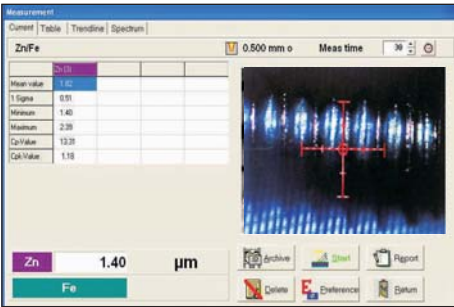 Measurement
Current Table Trendline Spectrum
Zn/Fe 0.500 mm o Meas time 30
Zn (3)
Mean value 1.82
1 Sigma 0.51
Minimum 1.40
Maximum 2.39
Cp-Value 13.31
Cpk-Value 1.18
Zn 1.40 µm
Fe
Archive Start Report
Delete Preference Return